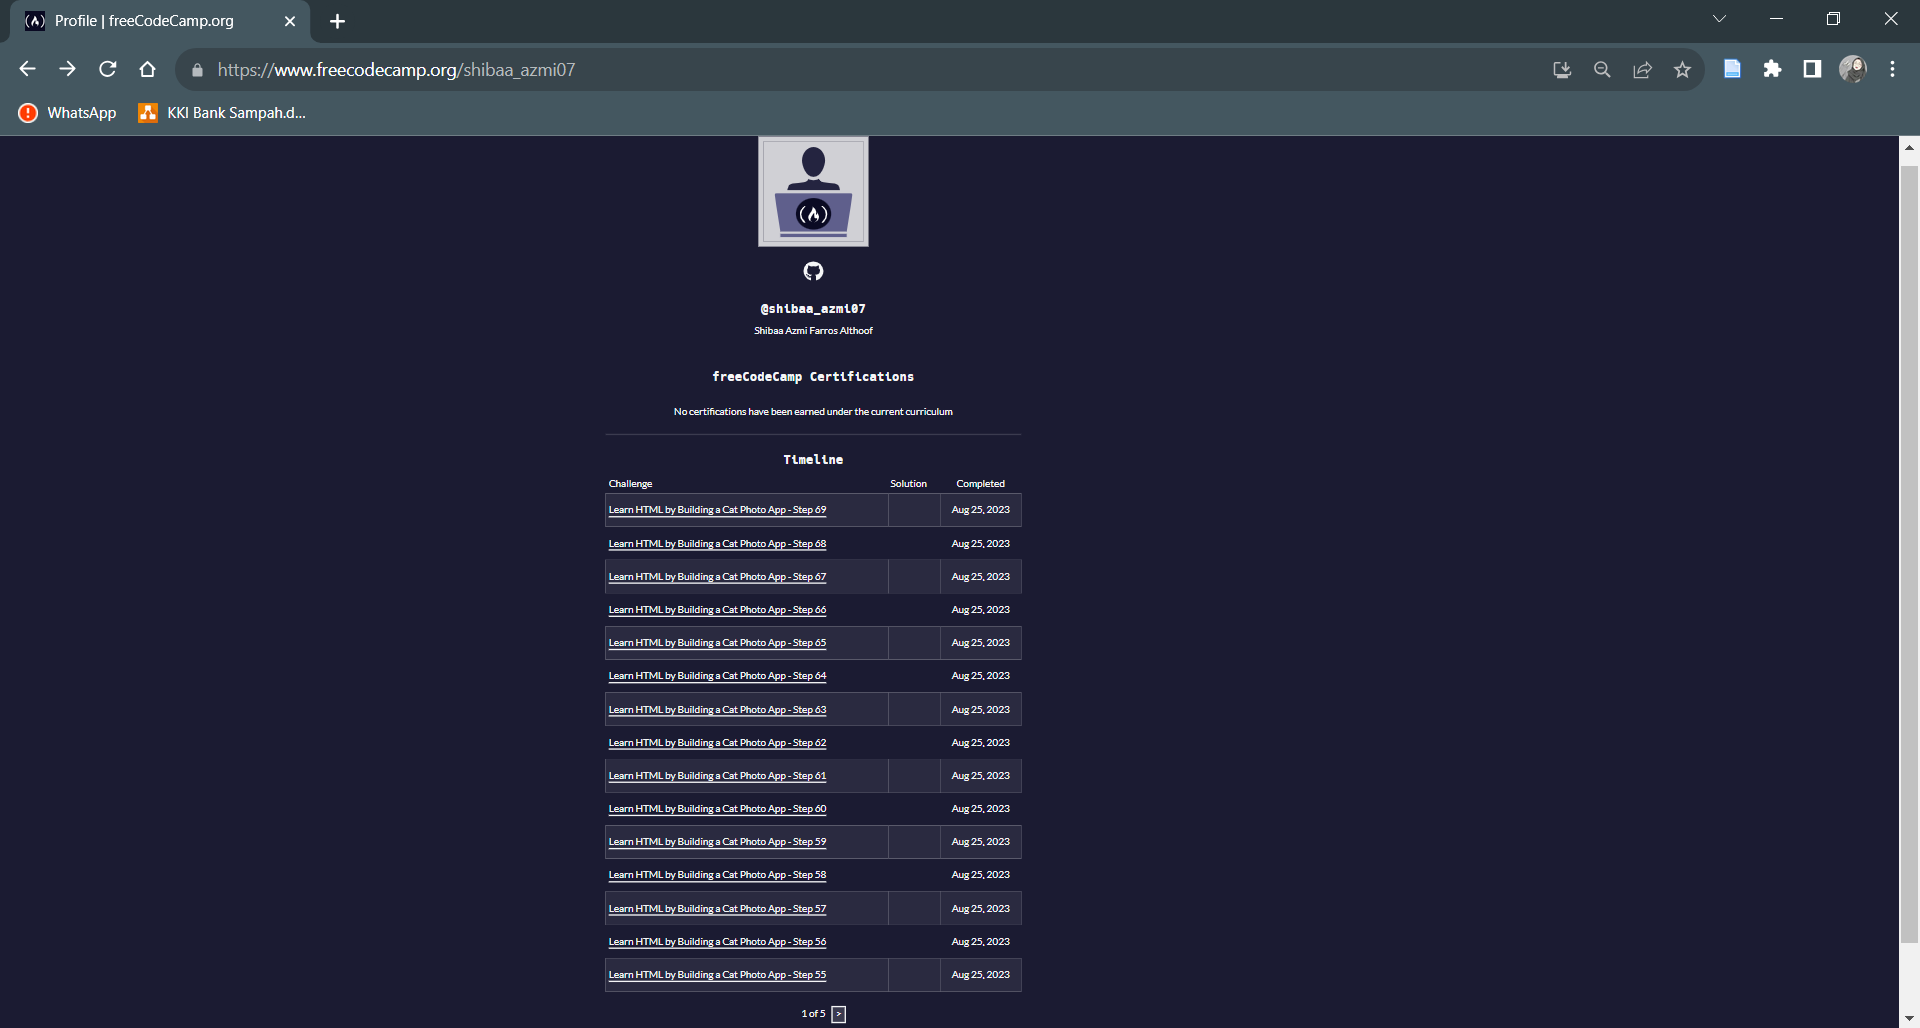 Profile | freeCodeCamp.org
https://www.freecodecamp.org/shibaa_azmi07
WhatsApp
KKI Bank Sampah.d...
@shibaa_azmi07
Shibaa Azmi Farros Althoof
freeCodeCamp Certifications
No certifications have been earned under the current curriculum
Timeline
Challenge Solution Completed
Learn HTML by Building a Cat Photo App - Step 69 Aug 25, 2023
Learn HTML by Building a Cat Photo App - Step 68 Aug 25, 2023
Learn HTML by Building a Cat Photo App - Step 67 Aug 25, 2023
Learn HTML by Building a Cat Photo App - Step 66 Aug 25, 2023
Learn HTML by Building a Cat Photo App - Step 65 Aug 25, 2023
Learn HTML by Building a Cat Photo App - Step 64 Aug 25, 2023
Learn HTML by Building a Cat Photo App - Step 63 Aug 25, 2023
Learn HTML by Building a Cat Photo App - Step 62 Aug 25, 2023
Learn HTML by Building a Cat Photo App - Step 61 Aug 25, 2023
Learn HTML by Building a Cat Photo App - Step 60 Aug 25, 2023
Learn HTML by Building a Cat Photo App - Step 59 Aug 25, 2023
Learn HTML by Building a Cat Photo App - Step 58 Aug 25, 2023
Learn HTML by Building a Cat Photo App - Step 57 Aug 25, 2023
Learn HTML by Building a Cat Photo App - Step 56 Aug 25, 2023
Learn HTML by Building a Cat Photo App - Step 55 Aug 25, 2023
1 of 5 >